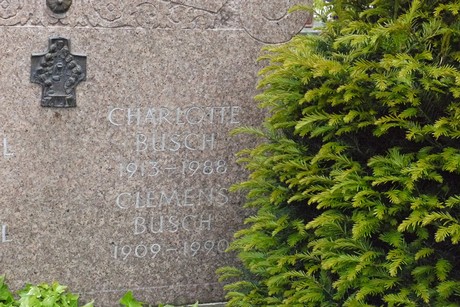 CHARLOTTE
BUSCH
1913-1988
CLEMENS
BUSCH
1909-1990